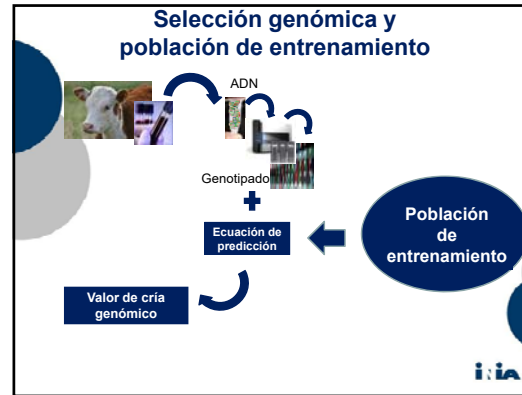 Selección genómica y
población de entrenamiento
ADN
Genotipado
Ecuación de
predicción
Población
de
entrenamiento
Valor de cría
genómico
inia